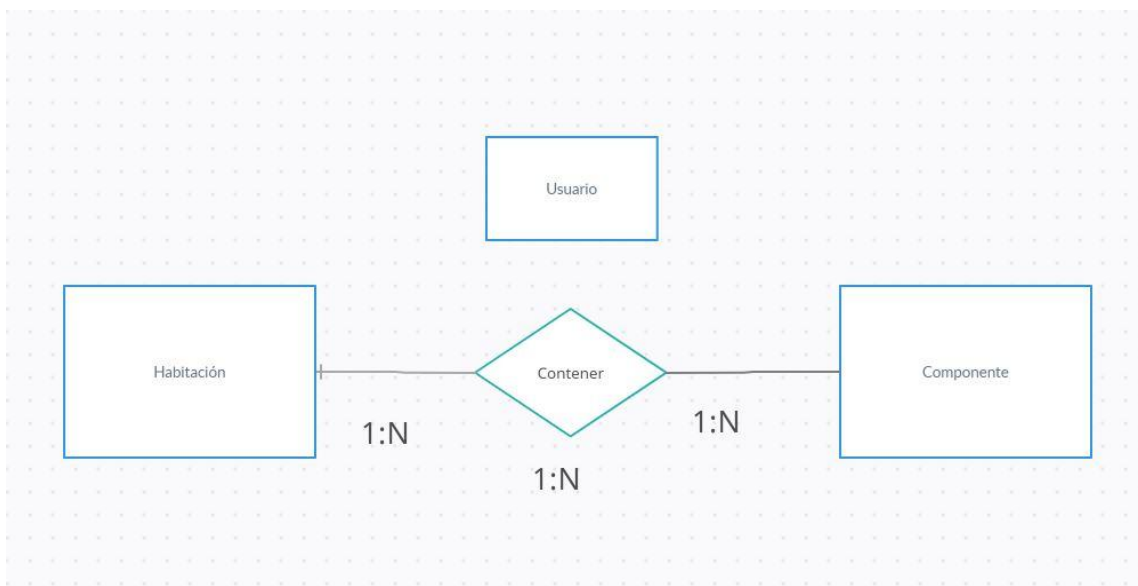 Usuario
Habitación
Contener
Componente
1:N
1:N
1:N